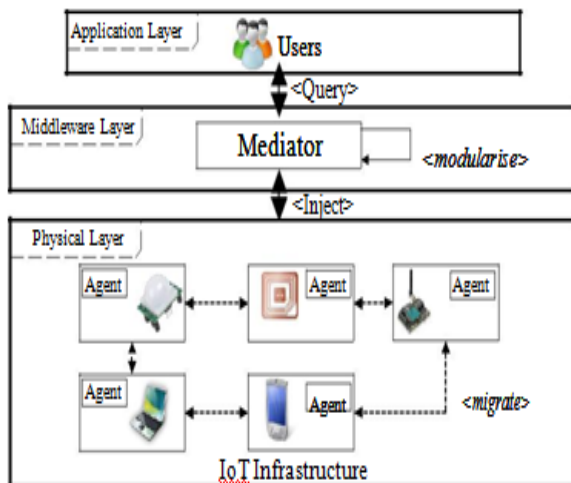 Application Layer
Users
<Query>
Middleware Layer
Mediator
<modularise>
<Inject>
Physical Layer
Agent
Agent
Agent
Agent
Agent
<migrate>
IoT Infrastructure